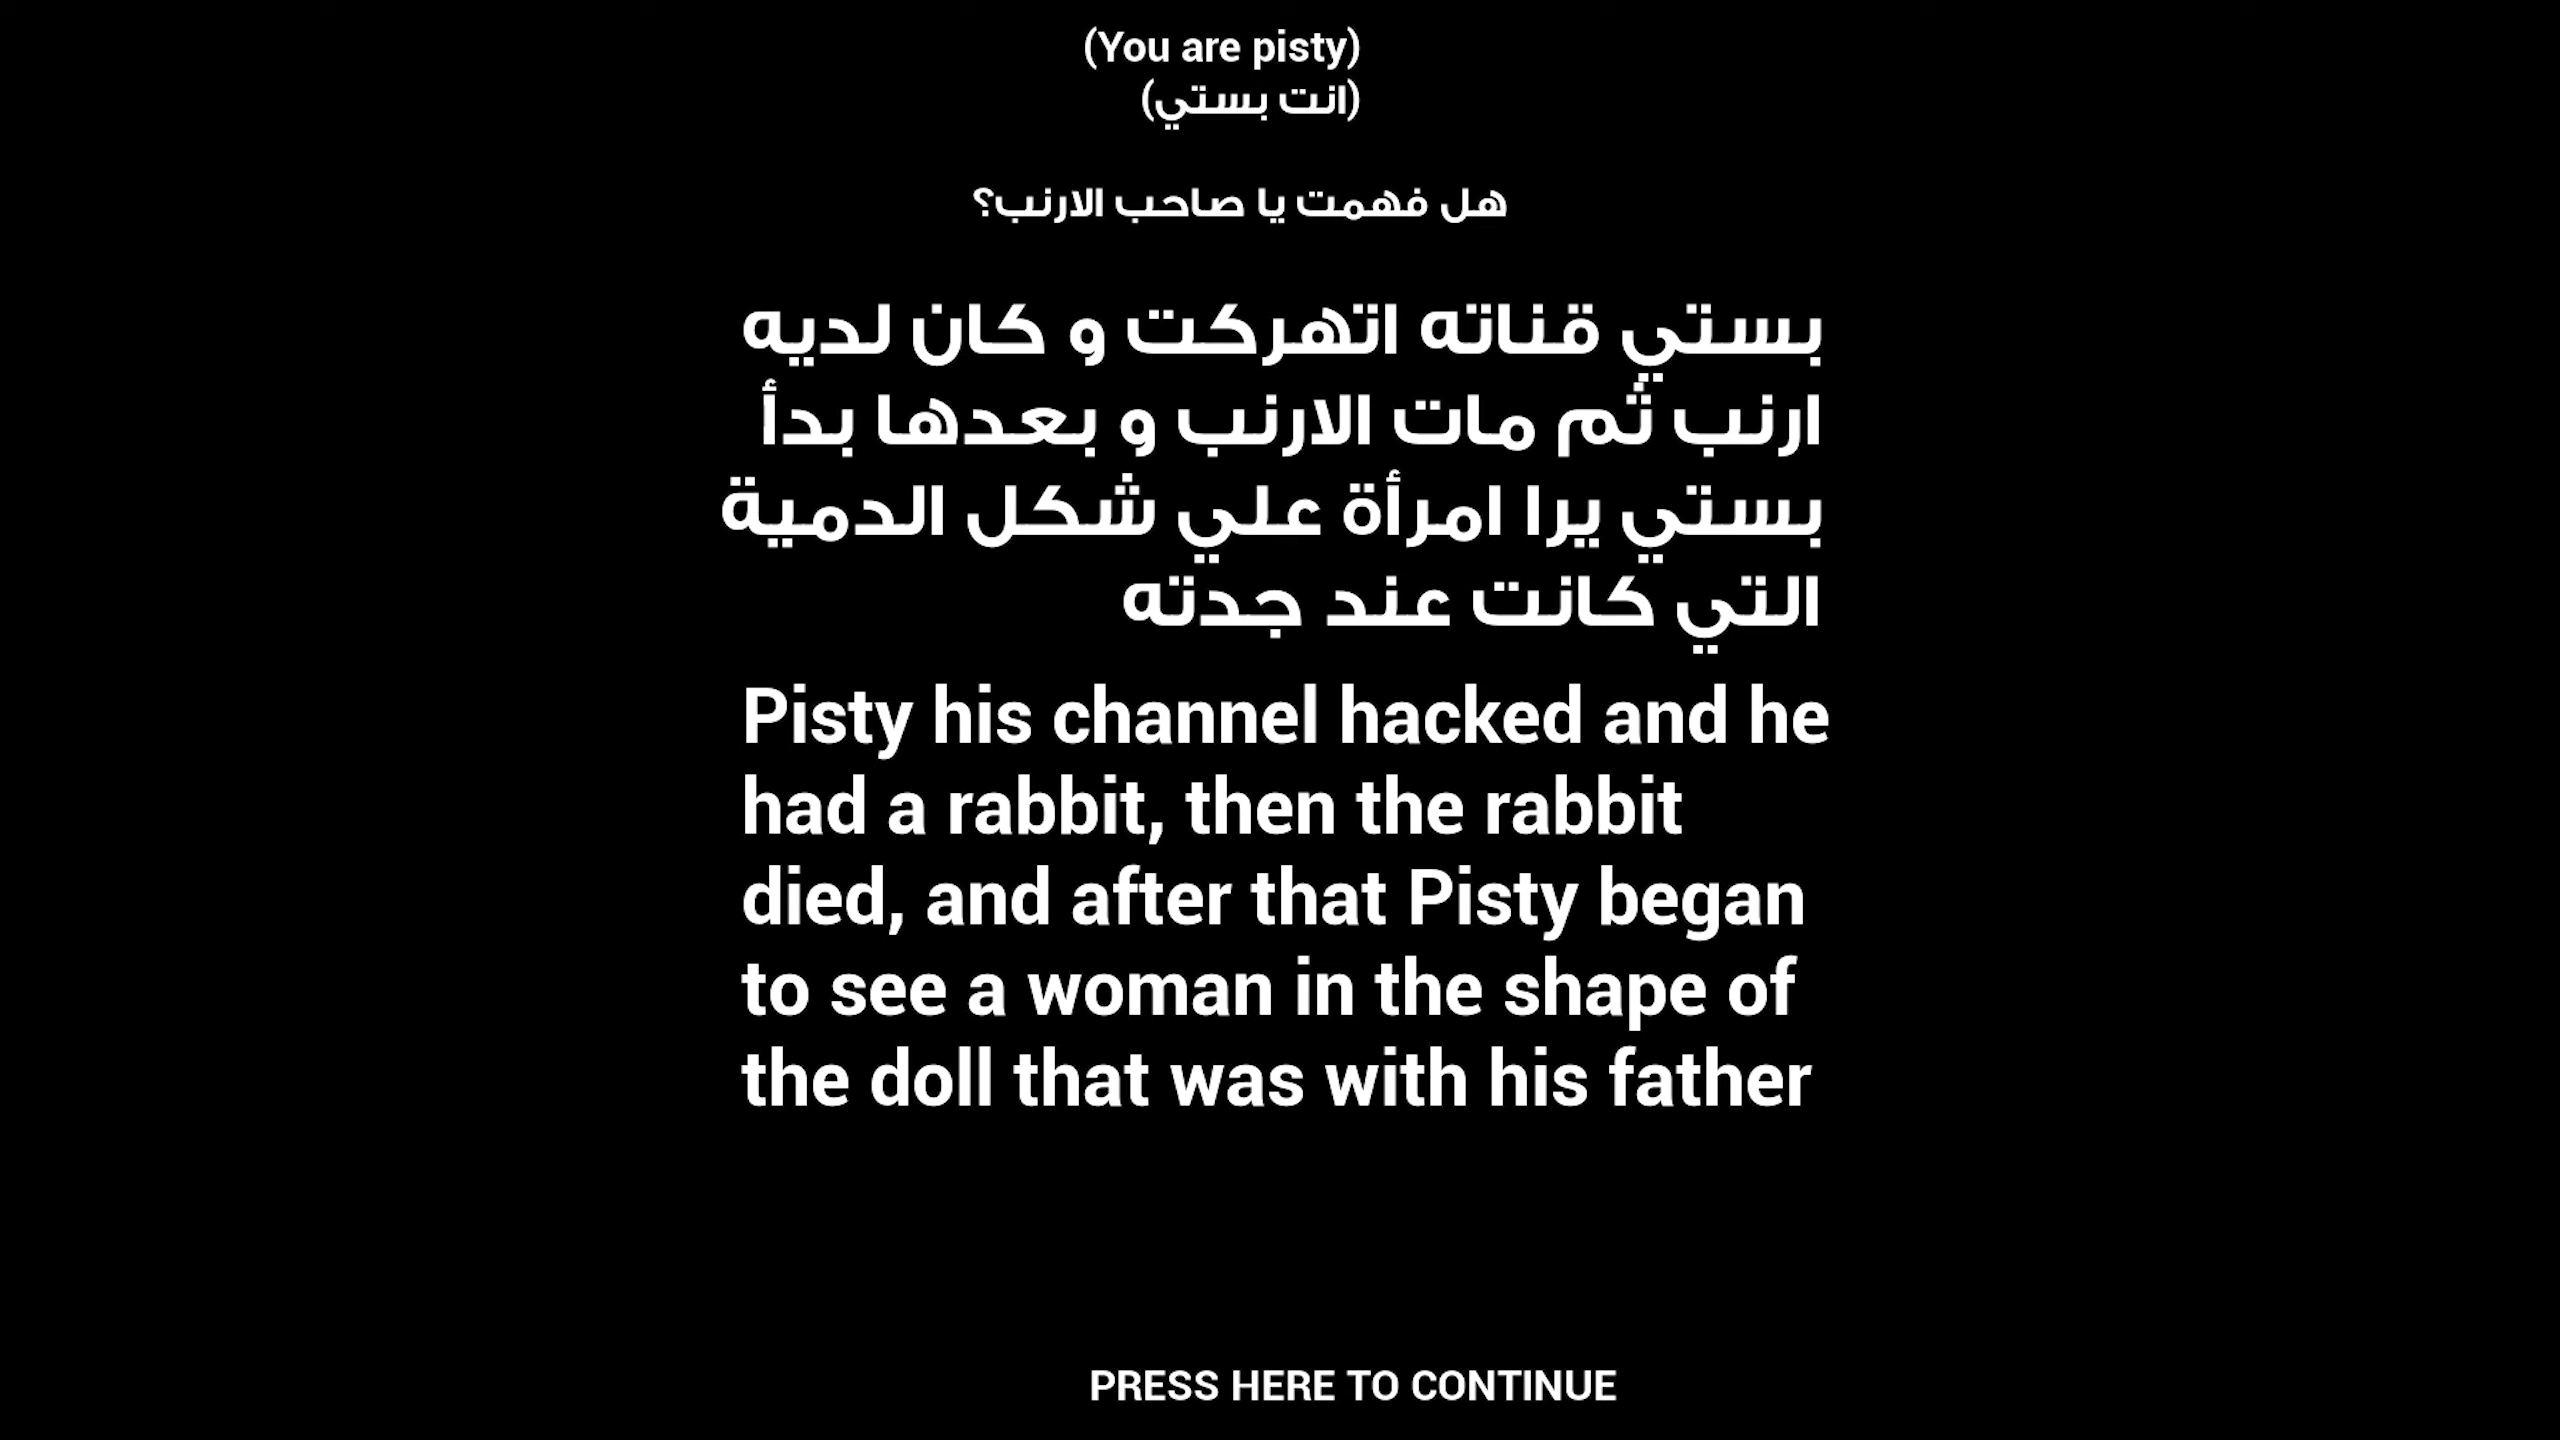 (You are pisty)
(انت بستي)
هل فهمت يا صاحب الارنب؟
بستي قناته اتهركت و كان لديه
ارنب ثم مات الارنب و بعدها بدأ
بستي يرا امرأة علي شكل الدمية
التي كانت عند جدته
Pisty his channel hacked and he
had a rabbit, then the rabbit
died, and after that Pisty began
to see a woman in the shape of
the doll that was with his father
PRESS HERE TO CONTINUE